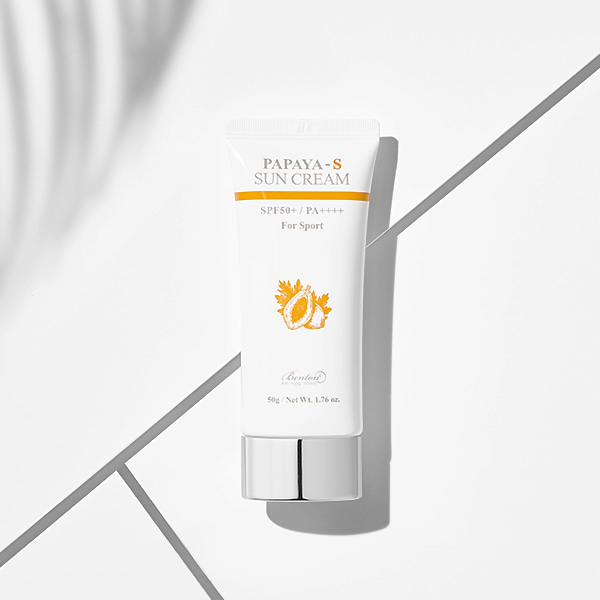 PAPAYA-S
SUN CREAM
SPF50+ / PA++++
For Sport
Benton
50g / Net Wt. 1.76 oz.